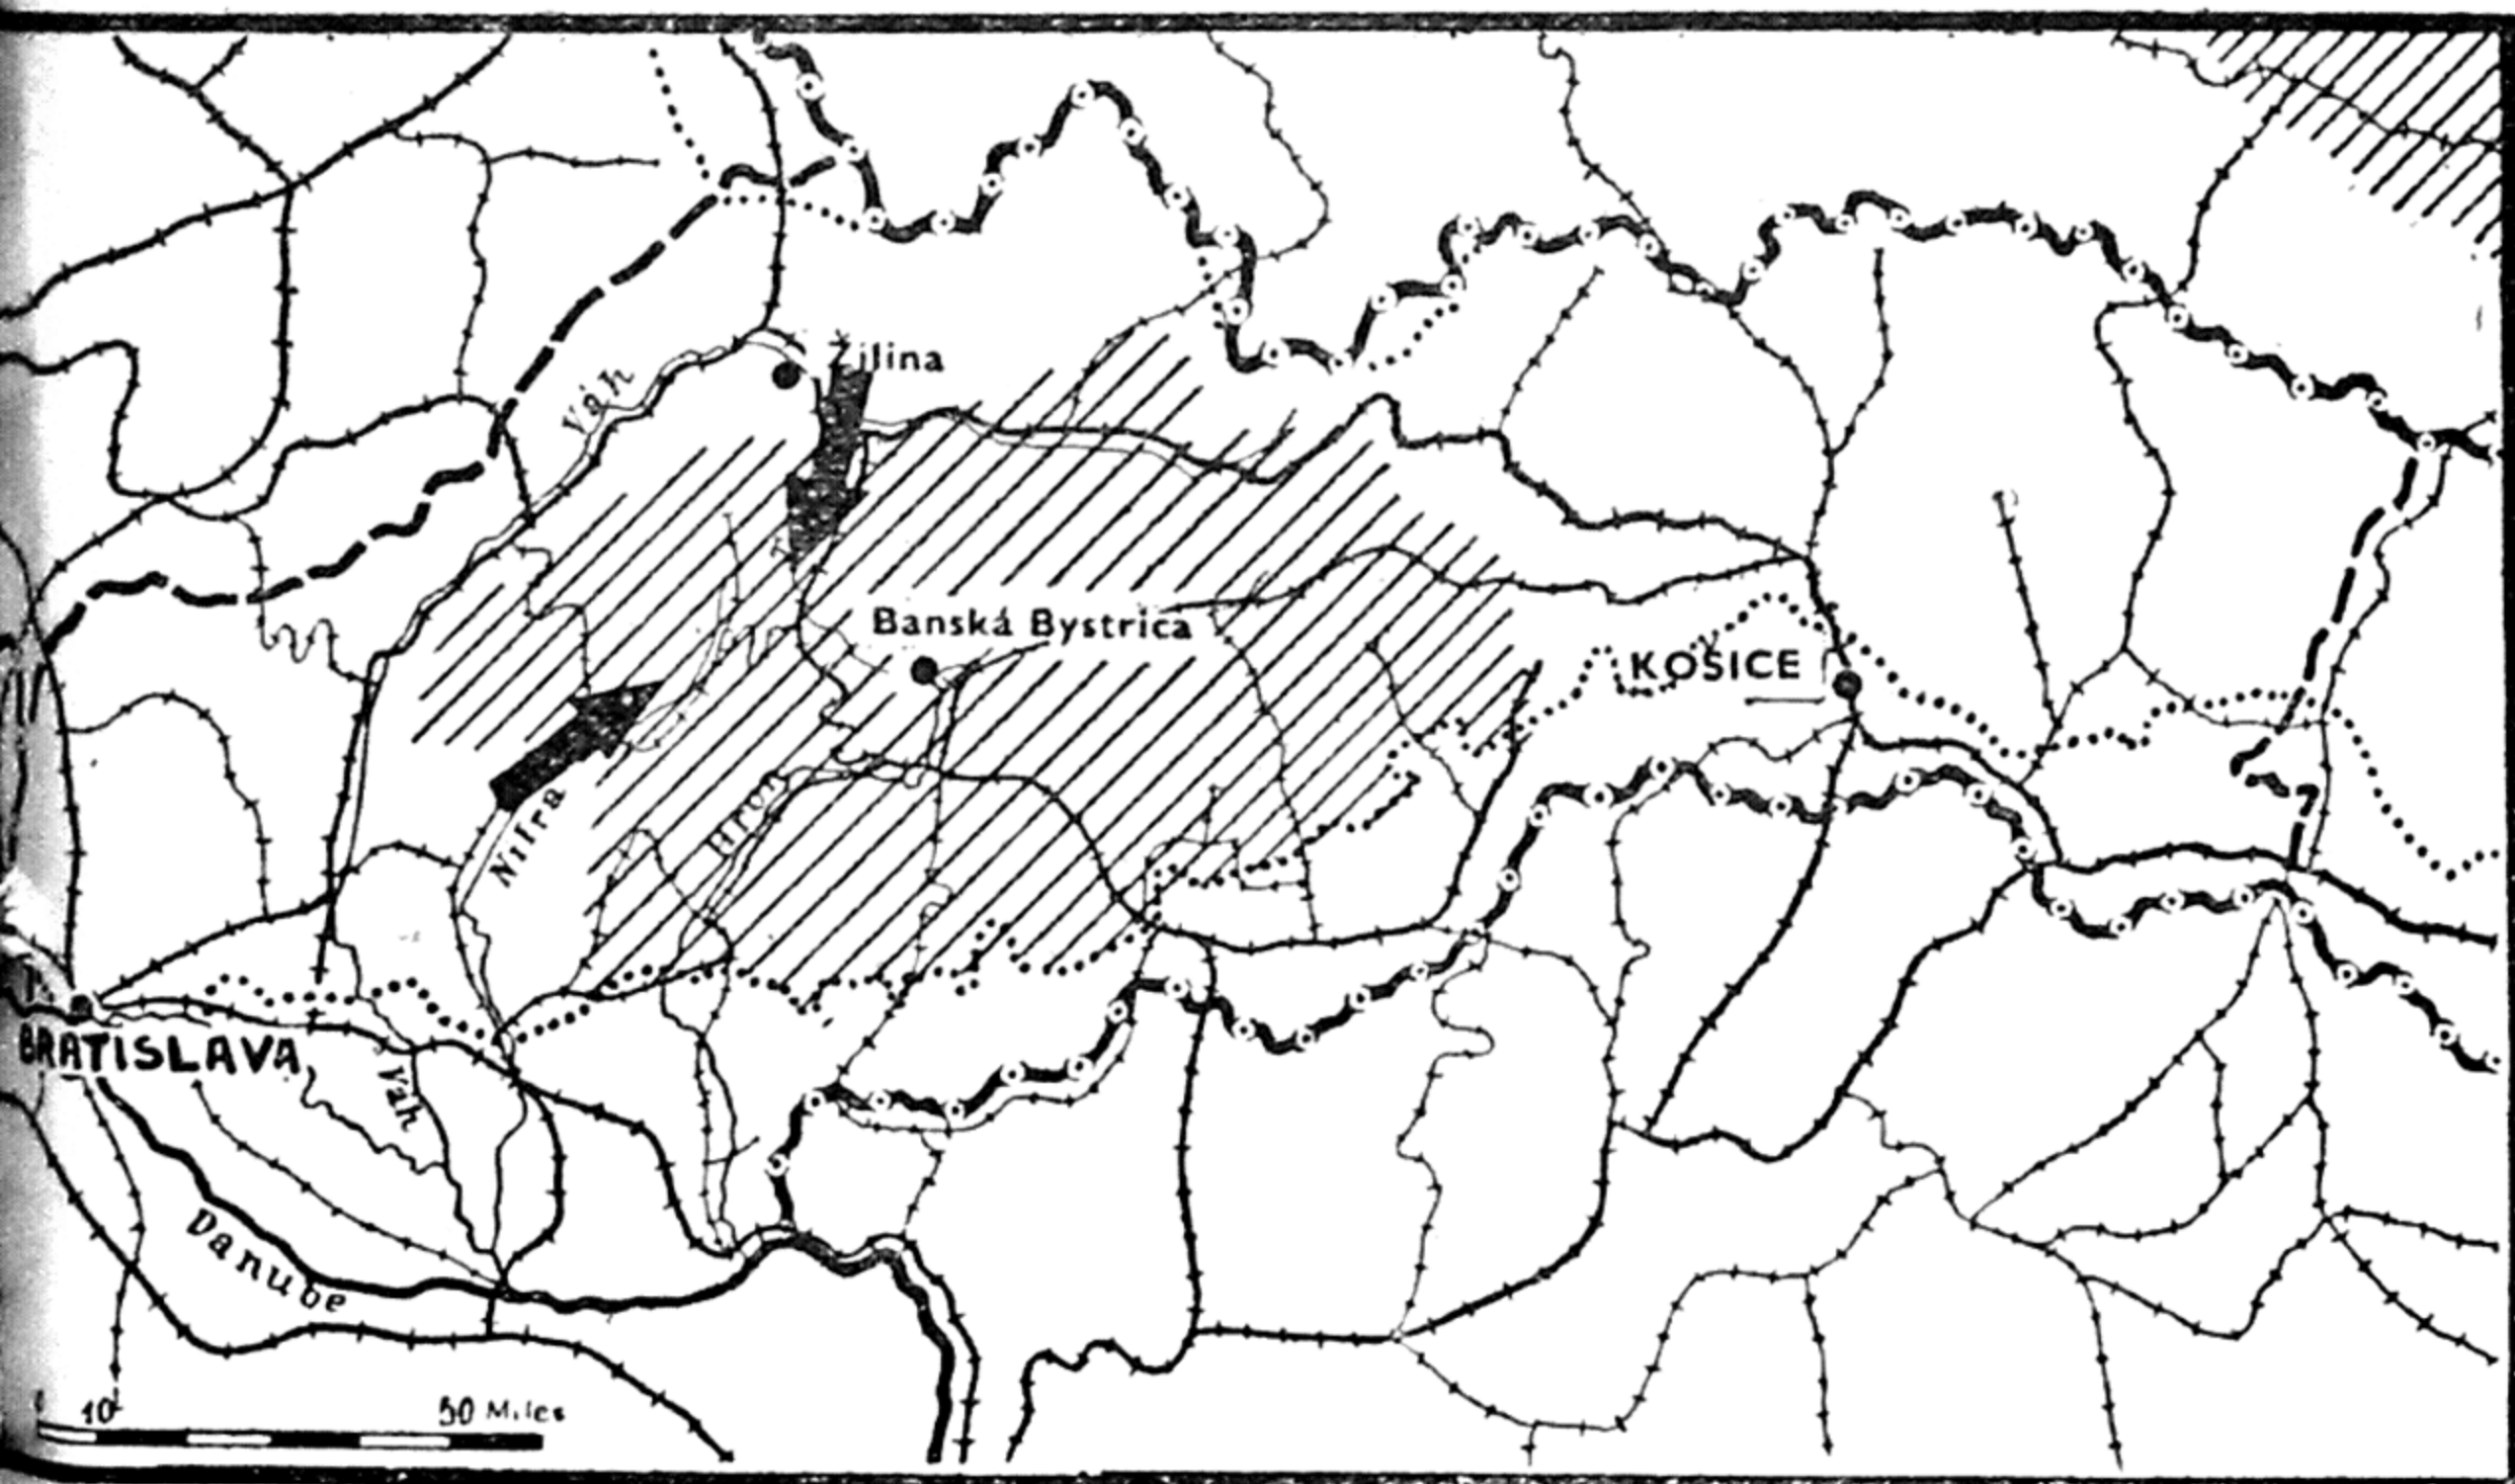 Žilina
Váh
Banská Bystrica
KOŠICE
Nitra
Hron
BRATISLAVA
Váh
Danube
10 50 Miles